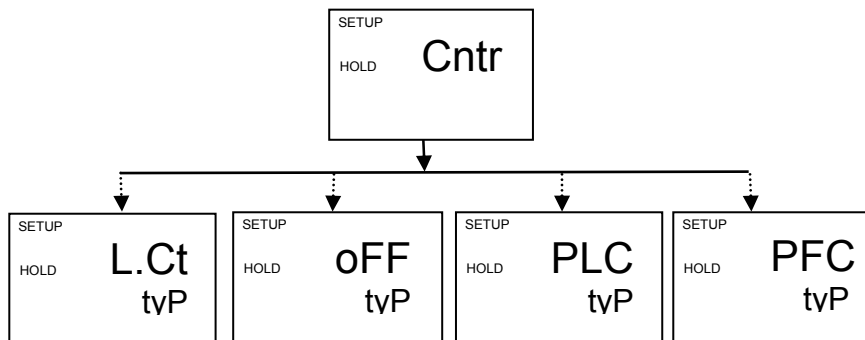 SETUP
HOLD Cntr
SETUP
HOLD L.Ct
tyP
SETUP
HOLD oFF
tyP
SETUP
HOLD PLC
tyP
SETUP
HOLD PFC
tyP